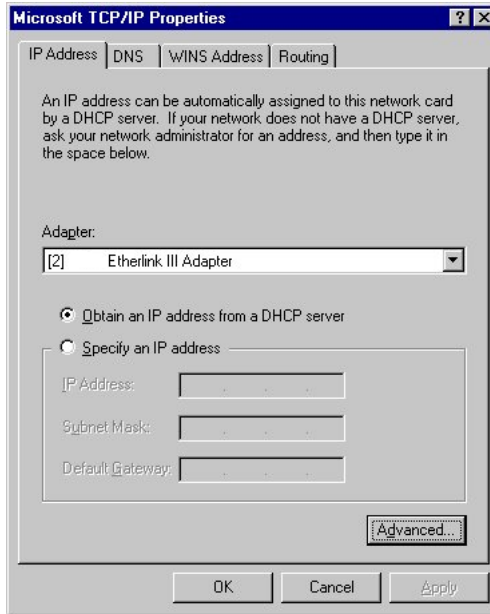 Microsoft TCP/IP Properties
IP Address DNS WINS Address Routing
An IP address can be automatically assigned to this network card
by a DHCP server. If your network does not have a DHCP server,
ask your network administrator for an address, and then type it in
the space below.
Adapter:
[2] Etherlink III Adapter
Obtain an IP address from a DHCP server
Specify an IP address
IP Address:
Subnet Mask:
Default Gateway:
Advanced...
OK Cancel Apply